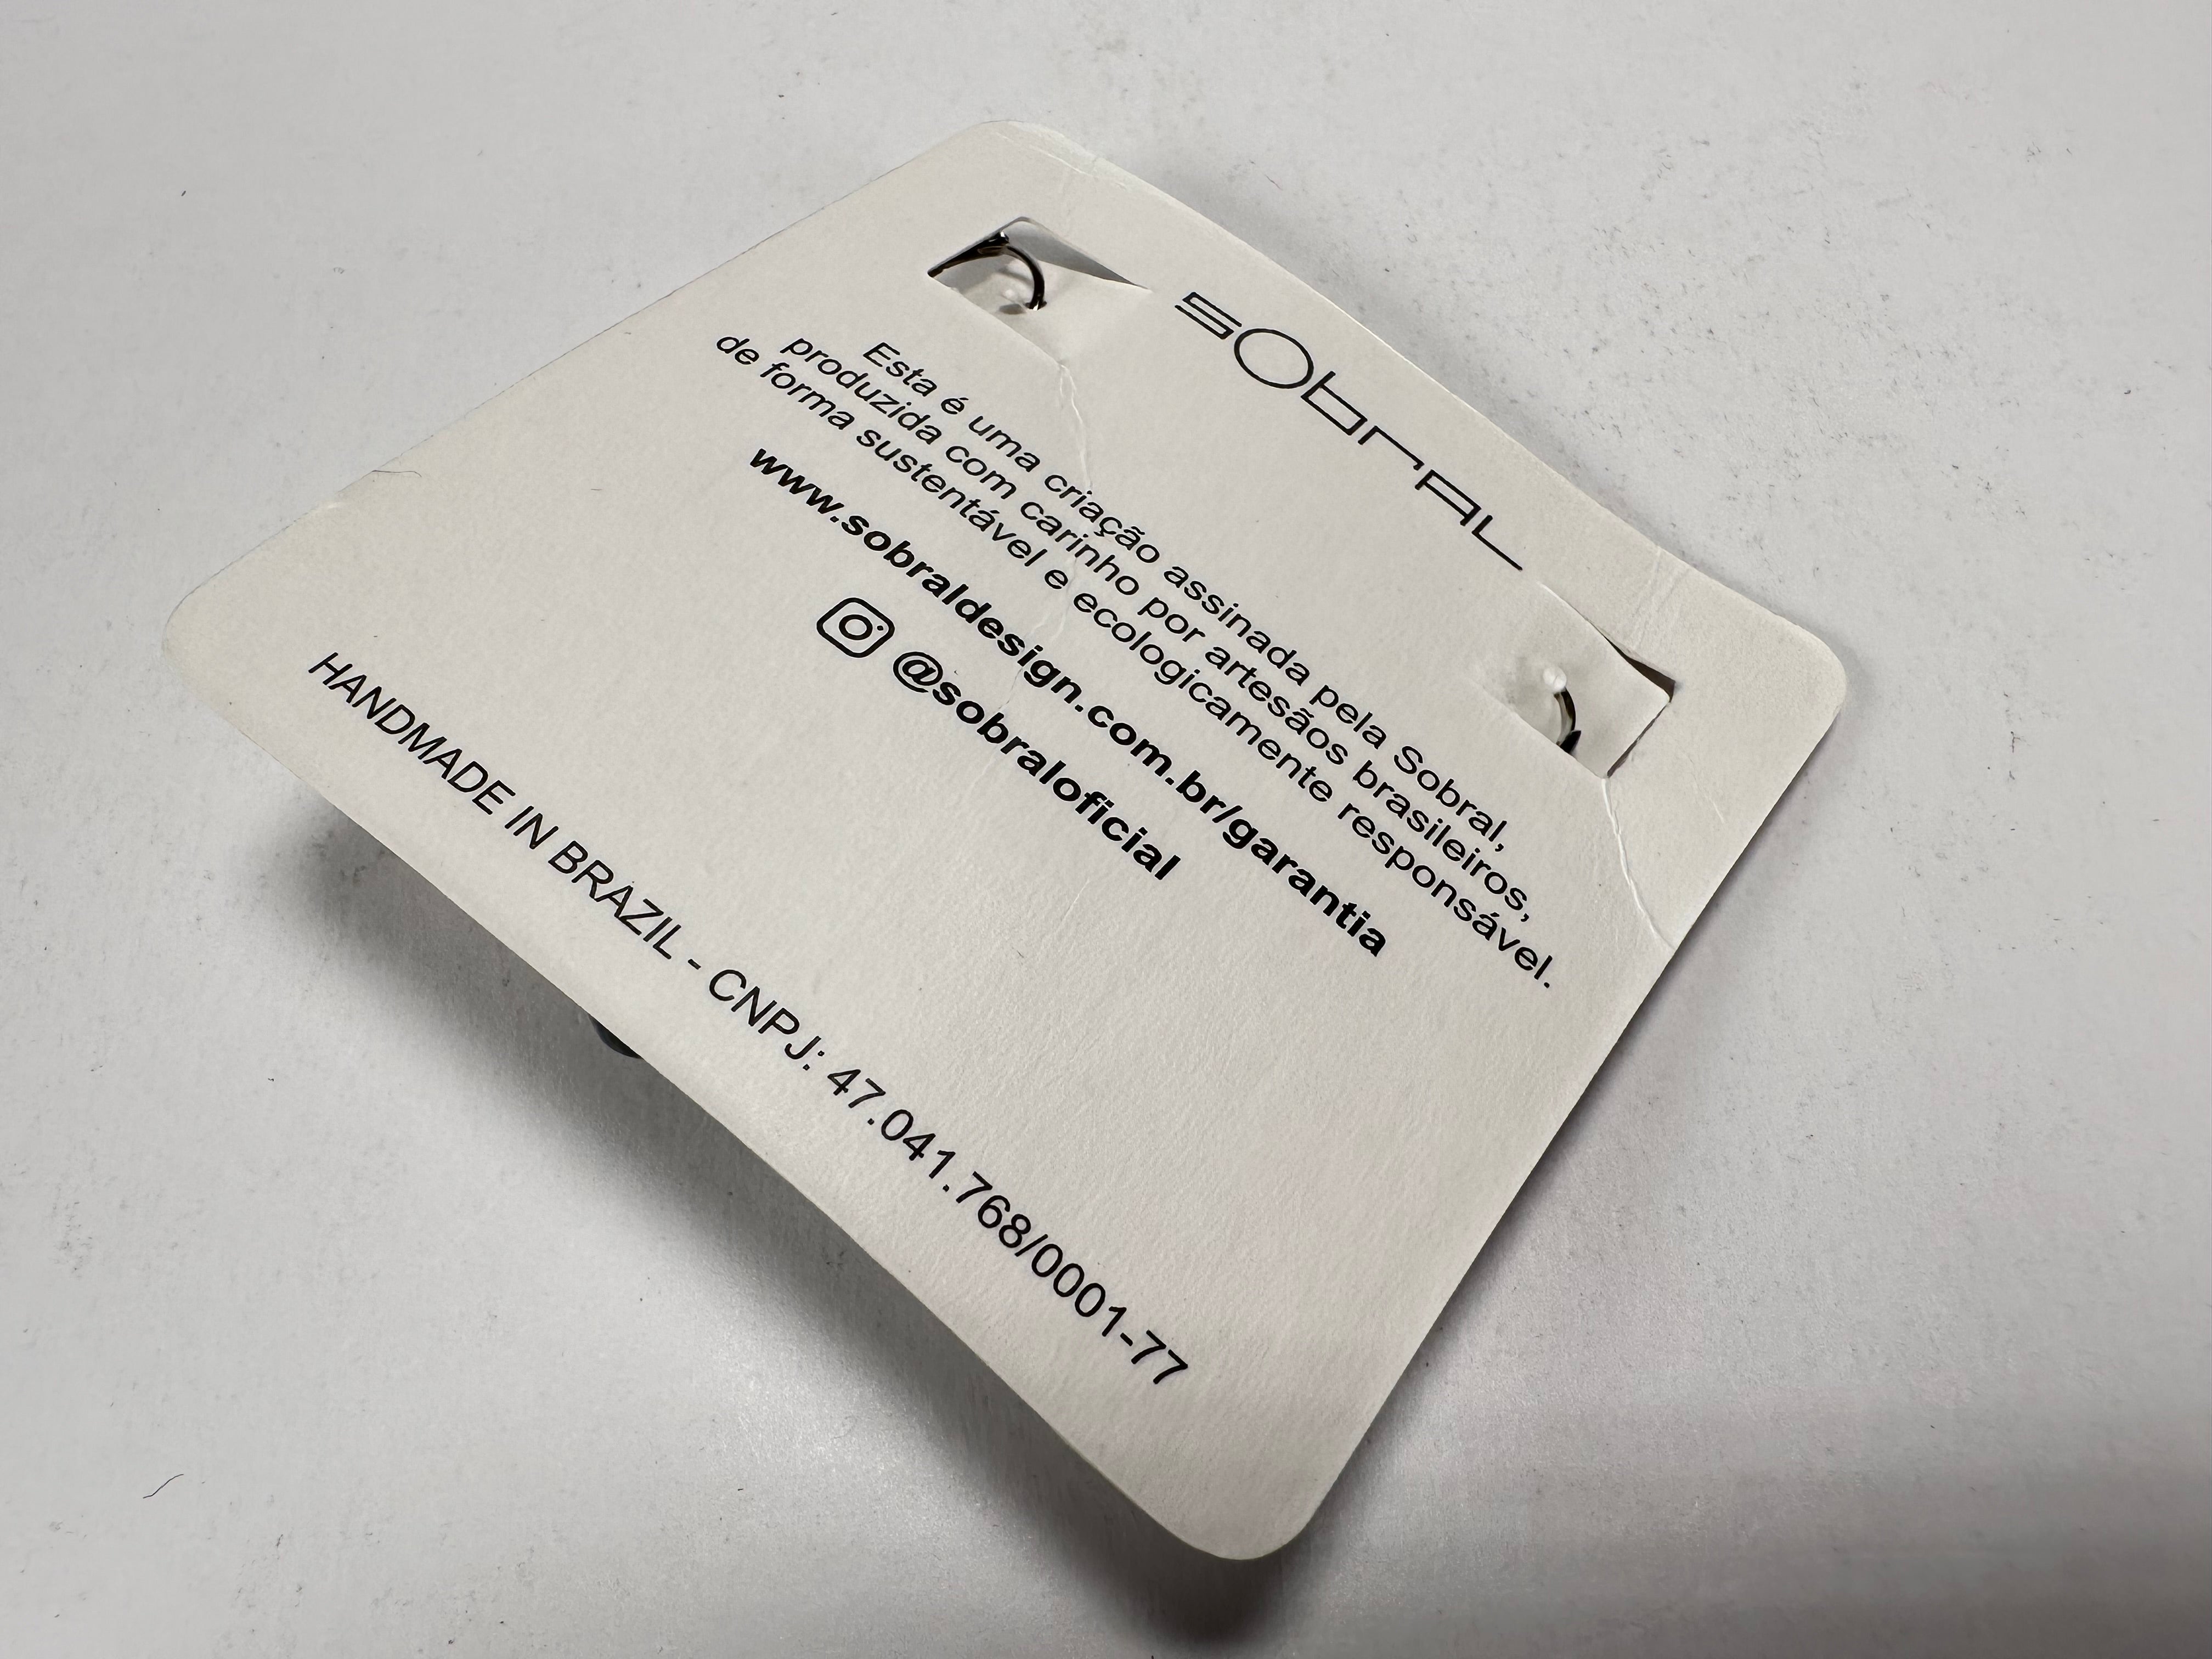 sObrAL
Esta é uma criação assinada pela Sobral,
produzida com carinho por artesãos brasileiros,
de forma sustentável e ecologicamente responsável.
www.sobraldesign.com.br/garantia
@sobraloficial
HANDMADE IN BRAZIL - CNPJ: 47.041.768/0001-77